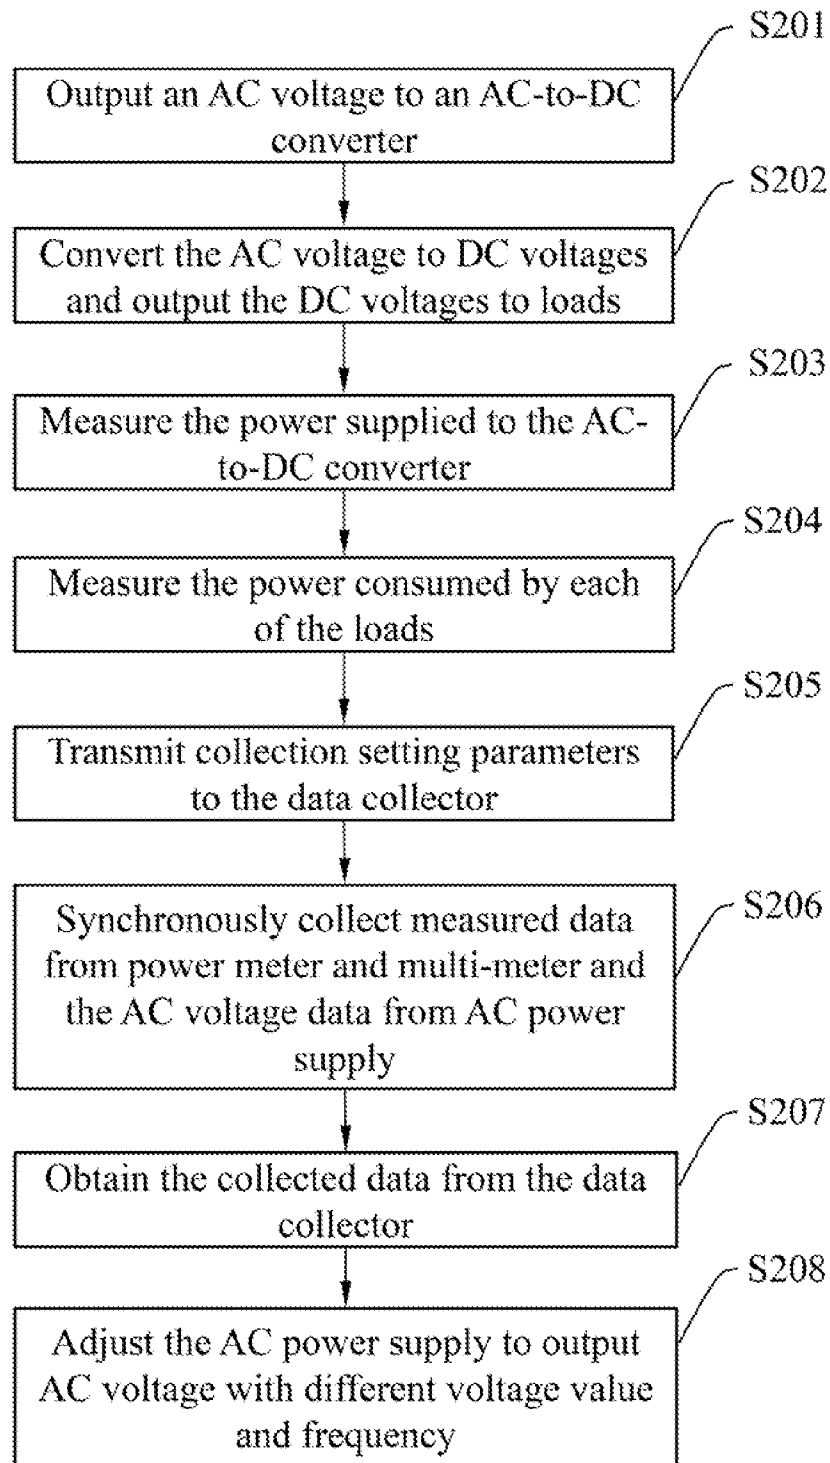 S201
Output an AC voltage to an AC-to-DC
converter
S202
Convert the AC voltage to DC voltages
and output the DC voltages to loads
S203
Measure the power supplied to the AC-
to-DC converter
S204
Measure the power consumed by each
of the loads
S205
Transmit collection setting parameters
to the data collector
S206
Synchronously collect measured data
from power meter and multi-meter and
the AC voltage data from AC power
supply
S207
Obtain the collected data from the data
collector
S208
Adjust the AC power supply to output
AC voltage with different voltage value
and frequency